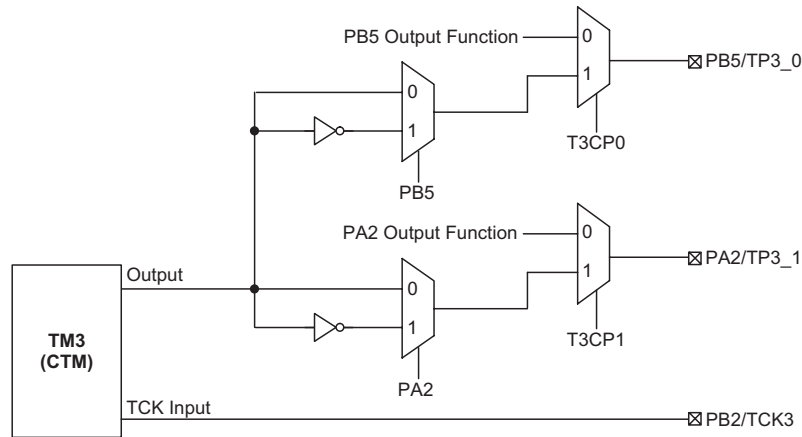 PB5 Output Function
0
1
PB5/TP3_0
T3CP0
0
1
PB5
PA2 Output Function
0
1
PA2/TP3_1
T3CP1
Output
0
1
PA2
TM3
(CTM)
TCK Input
PB2/TCK3